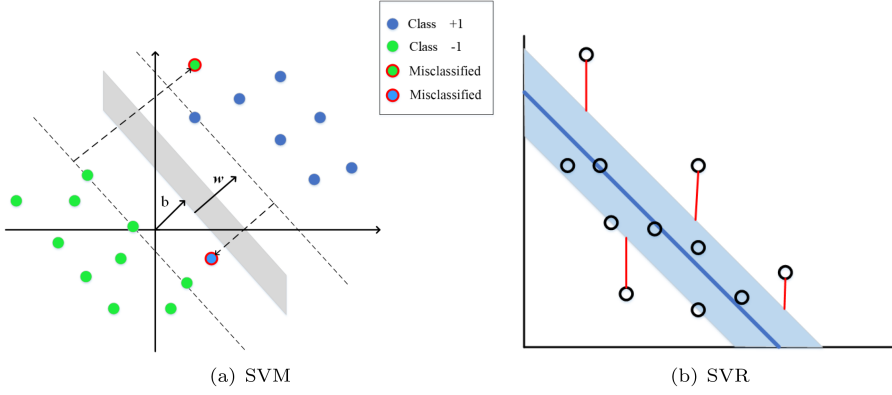 Class +1
Class -1
Misclassified
Misclassified
w
b
(a) SVM
(b) SVR